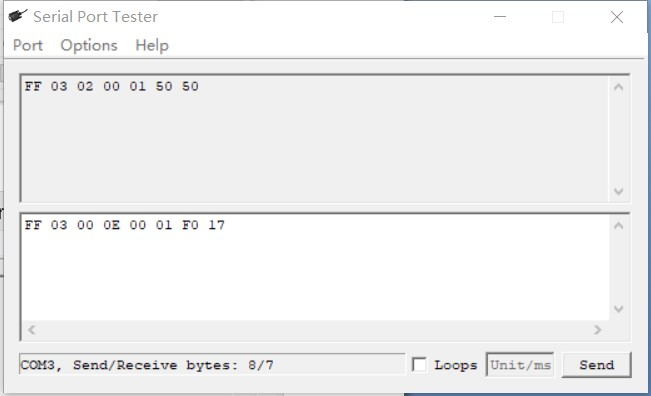 Serial Port Tester
Port Options Help
FF 03 02 00 01 50 50
FF 03 00 0E 00 01 F0 17
COM3, Send/Receive bytes: 8/7 Loops Unit/ms Send